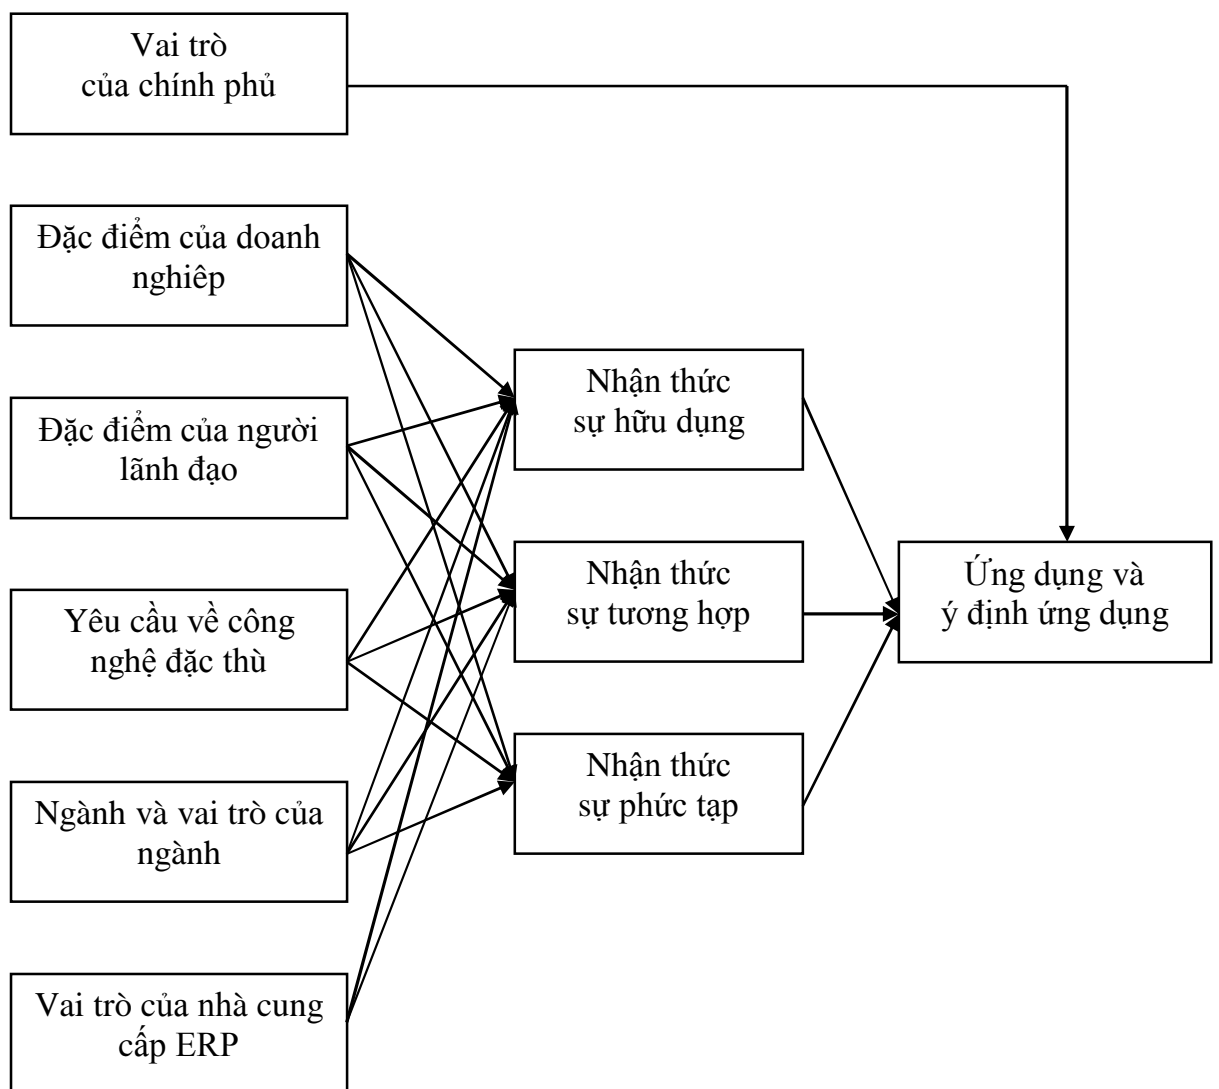 Vai trò
của chính phủ
Đặc điểm của doanh
nghiêp
Đặc điểm của người
lãnh đạo
Yêu cầu về công
nghệ đặc thù
Ngành và vai trò của
ngành
Vai trò của nhà cung
cấp ERP
Nhận thức
sự hữu dụng
Nhận thức
sự tương hợp
Nhận thức
sự phức tạp
Ứng dụng và
ý định ứng dụng